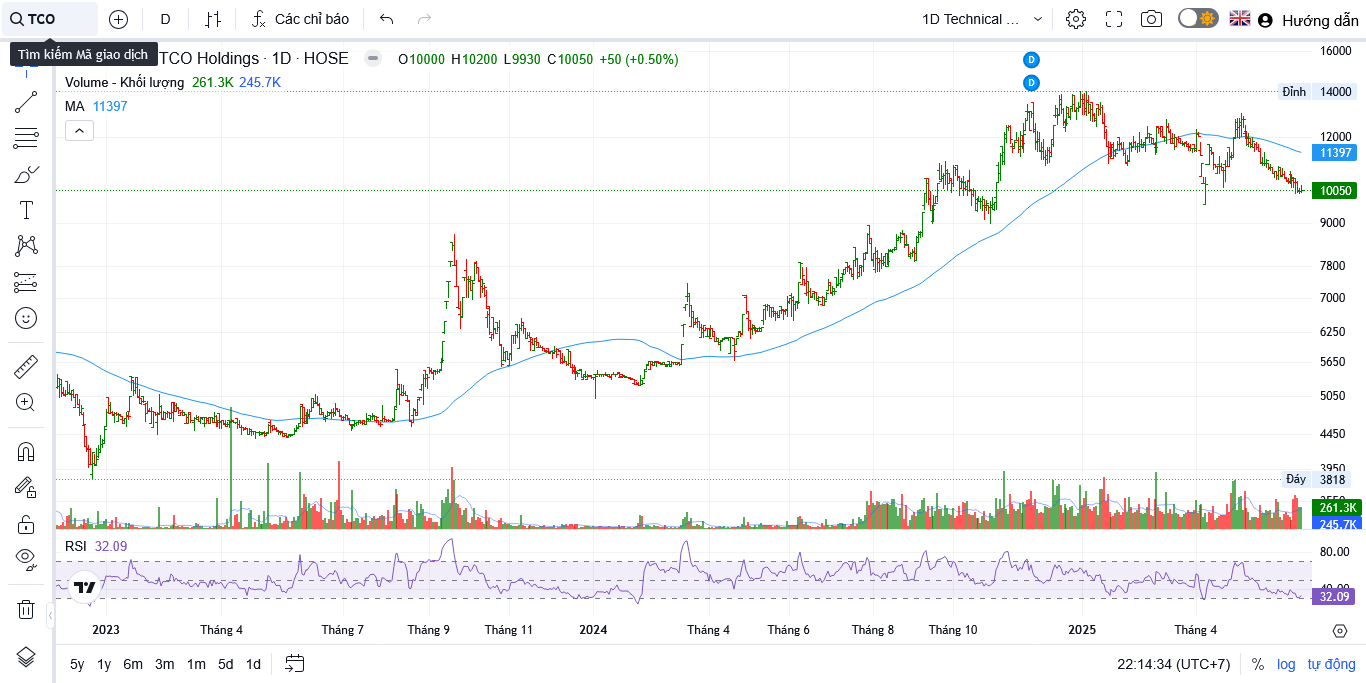 TCO D Các chỉ báo 1D Technical ... Hướng dẫn
Tìm kiếm Mã giao dịch
TCO Holdings · 1D · HOSE O10000 H10200 L9930 C10050 +50 (+0.50%)
Volume - Khối lượng 261.3K 245.7K
MA 11397
D
D
16000
Đỉnh 14000
12000
11397
10050
9000
7800
7000
6250
5650
5050
4450
3950
Đáy 3818
261.3K
245.7K
RSI 32.09
80.00
40.00
32.09
2023 Tháng 4 Tháng 7 Tháng 9 Tháng 11 2024 Tháng 4 Tháng 6 Tháng 8 Tháng 10 2025 Tháng 4
5y 1y 6m 3m 1m 5d 1d 22:14:34 (UTC+7) % log tự động